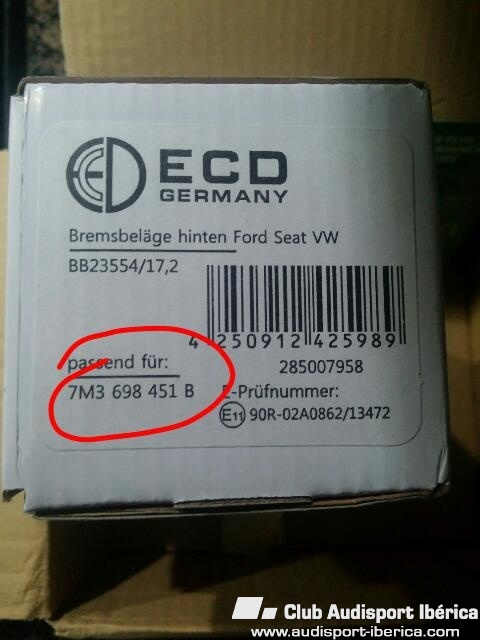 ECD
GERMANY
Bremsbeläge hinten Ford Seat VW
BB23554/17,2
4 250912 425989
passend für:
285007958
7M3 698 451 B
E-Prüfnummer:
E11 90R-02A0862/13472
Club Audisport Ibérica
www.audisport-iberica.com